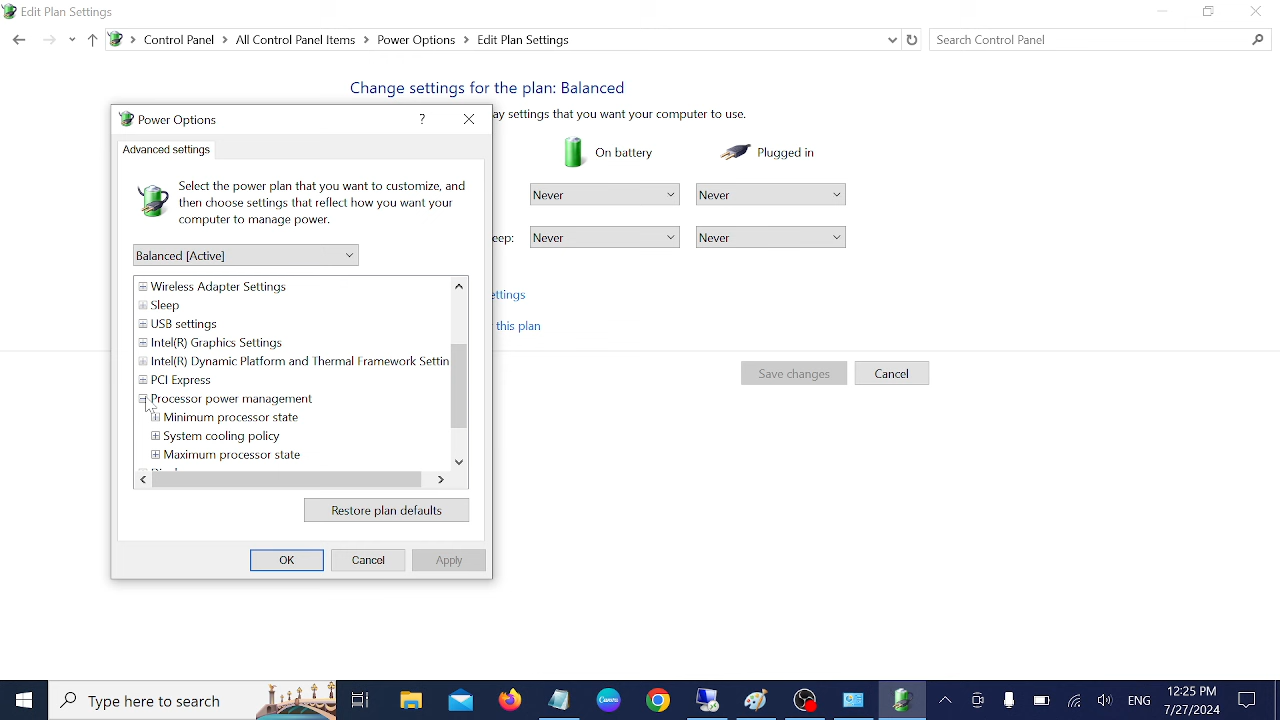 Edit Plan Settings
Control Panel > All Control Panel Items > Power Options > Edit Plan Settings
Search Control Panel
Change settings for the plan: Balanced
Power Options
ay settings that you want your computer to use.
Advanced settings
On battery
Plugged in
Select the power plan that you want to customize, and
then choose settings that reflect how you want your
computer to manage power.
Never
Never
eep:
Never
Never
Balanced [Active]
Wireless Adapter Settings
Sleep
USB settings
Intel(R) Graphics Settings
Intel(R) Dynamic Platform and Thermal Framework Settin
PCI Express
Processor power management
Minimum processor state
System cooling policy
Maximum processor state
ettings
this plan
Save changes
Cancel
Restore plan defaults
OK
Cancel
Apply
Type here to search
ENG
12:25 PM
7/27/2024